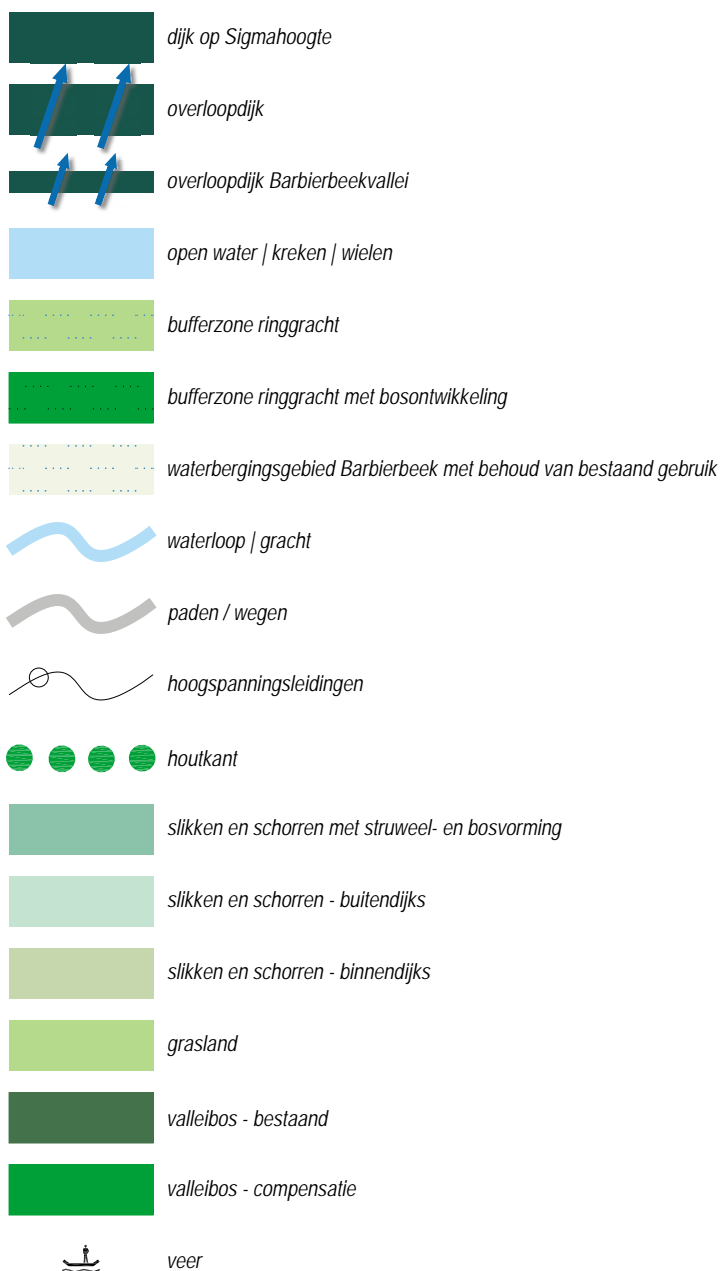 dijk op Sigmahoogte
overloopdijk
overloopdijk Barbierbeekvallei
open water | kreken | wielen
bufferzone ringgracht
bufferzone ringgracht met bosontwikkeling
waterbergingsgebied Barbierbeek met behoud van bestaand gebruik
waterloop | gracht
paden / wegen
hoogspanningsleidingen
houtkant
slikken en schorren met struweel- en bosvorming
slikken en schorren - buitendijks
slikken en schorren - binnendijks
grasland
valleibos - bestaand
valleibos - compensatie
veer